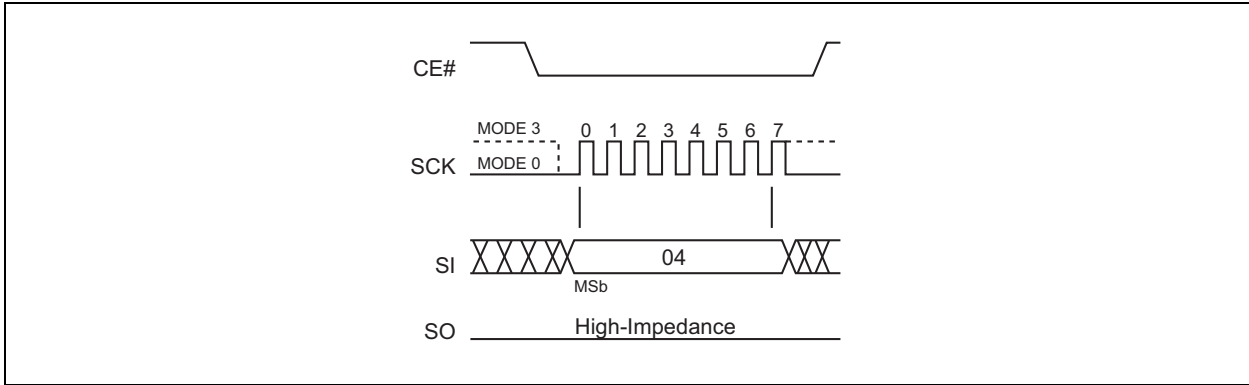 CE#
MODE 3 0 1 2 3 4 5 6 7
SCK MODE 0
SI 04
MSb
SO High-Impedance